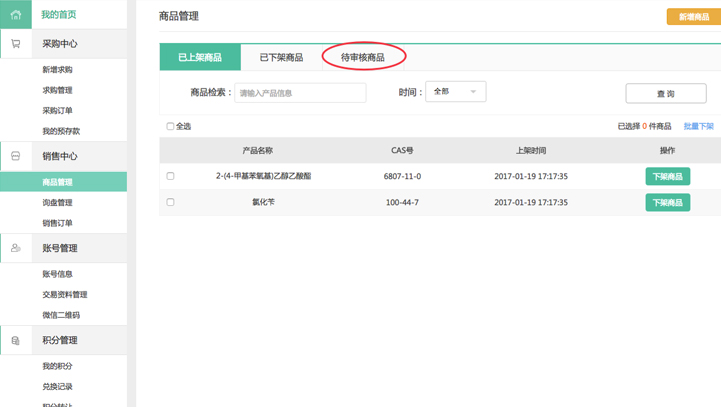 我的首页
采购中心
新增求购
求购管理
采购订单
我的预存款
销售中心
商品管理
询盘管理
销售订单
账号管理
账号信息
交易资料管理
微信二维码
积分管理
我的积分
兑换记录
积分转让
商品管理
新增商品
已上架商品 已下架商品 待审核商品
商品检索： 请输入产品信息 时间： 全部 查 询
全选 已选择 0 件商品 批量下架
产品名称 CAS号 上架时间 操作
2-(4-甲基苯氧基)乙醇乙酸酯 6807-11-0 2017-01-19 17:17:35 下架商品
氯化苄 100-44-7 2017-01-19 17:17:35 下架商品